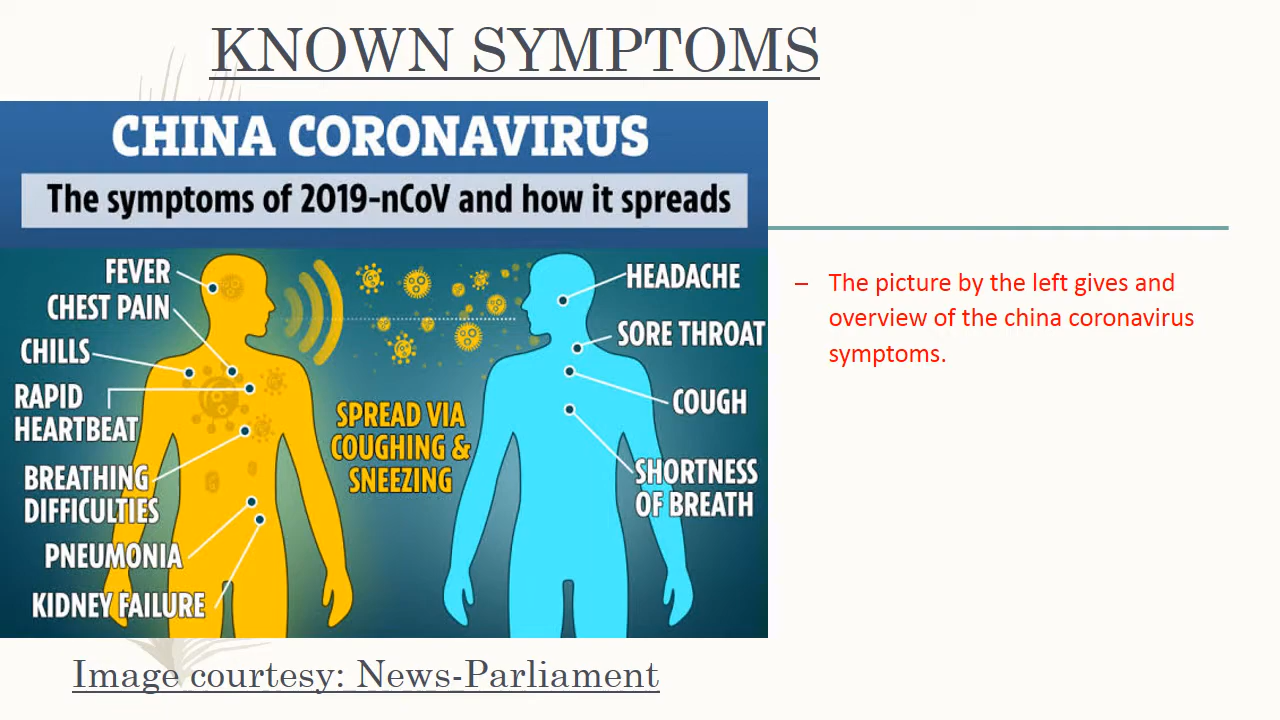 KNOWN SYMPTOMS
CHINA CORONAVIRUS
The symptoms of 2019-nCoV and how it spreads
FEVER
CHEST PAIN
CHILLS
RAPID
HEARTBEAT
BREATHING
DIFFICULTIES
PNEUMONIA
KIDNEY FAILURE
SPREAD VIA
COUGHING &
SNEEZING
HEADACHE
SORE THROAT
COUGH
SHORTNESS
OF BREATH
– The picture by the left gives and
overview of the china coronavirus
symptoms.
Image courtesy: News-Parliament